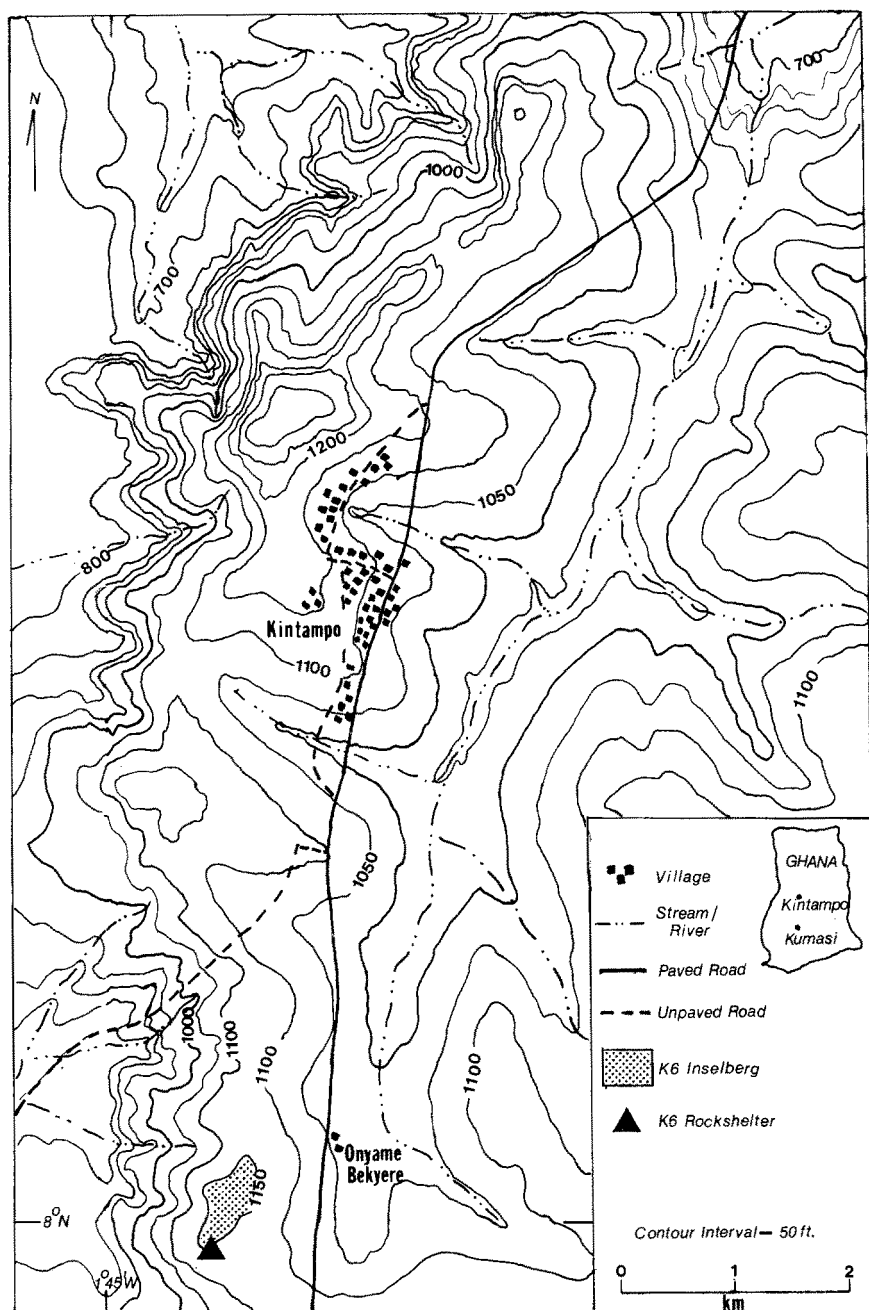 N
700
1000
700
1200
1050
800
Kintampo
1100
1100
1050
1000
1100
1100
1100
Onyame
Bekyere
1150
8°N
1°45'W
Village
Stream/
River
Paved Road
Unpaved Road
K6 Inselberg
K6 Rockshelter
GHANA
Kintampo
Kumasi
Contour Interval — 50 ft.
0 1 2
km